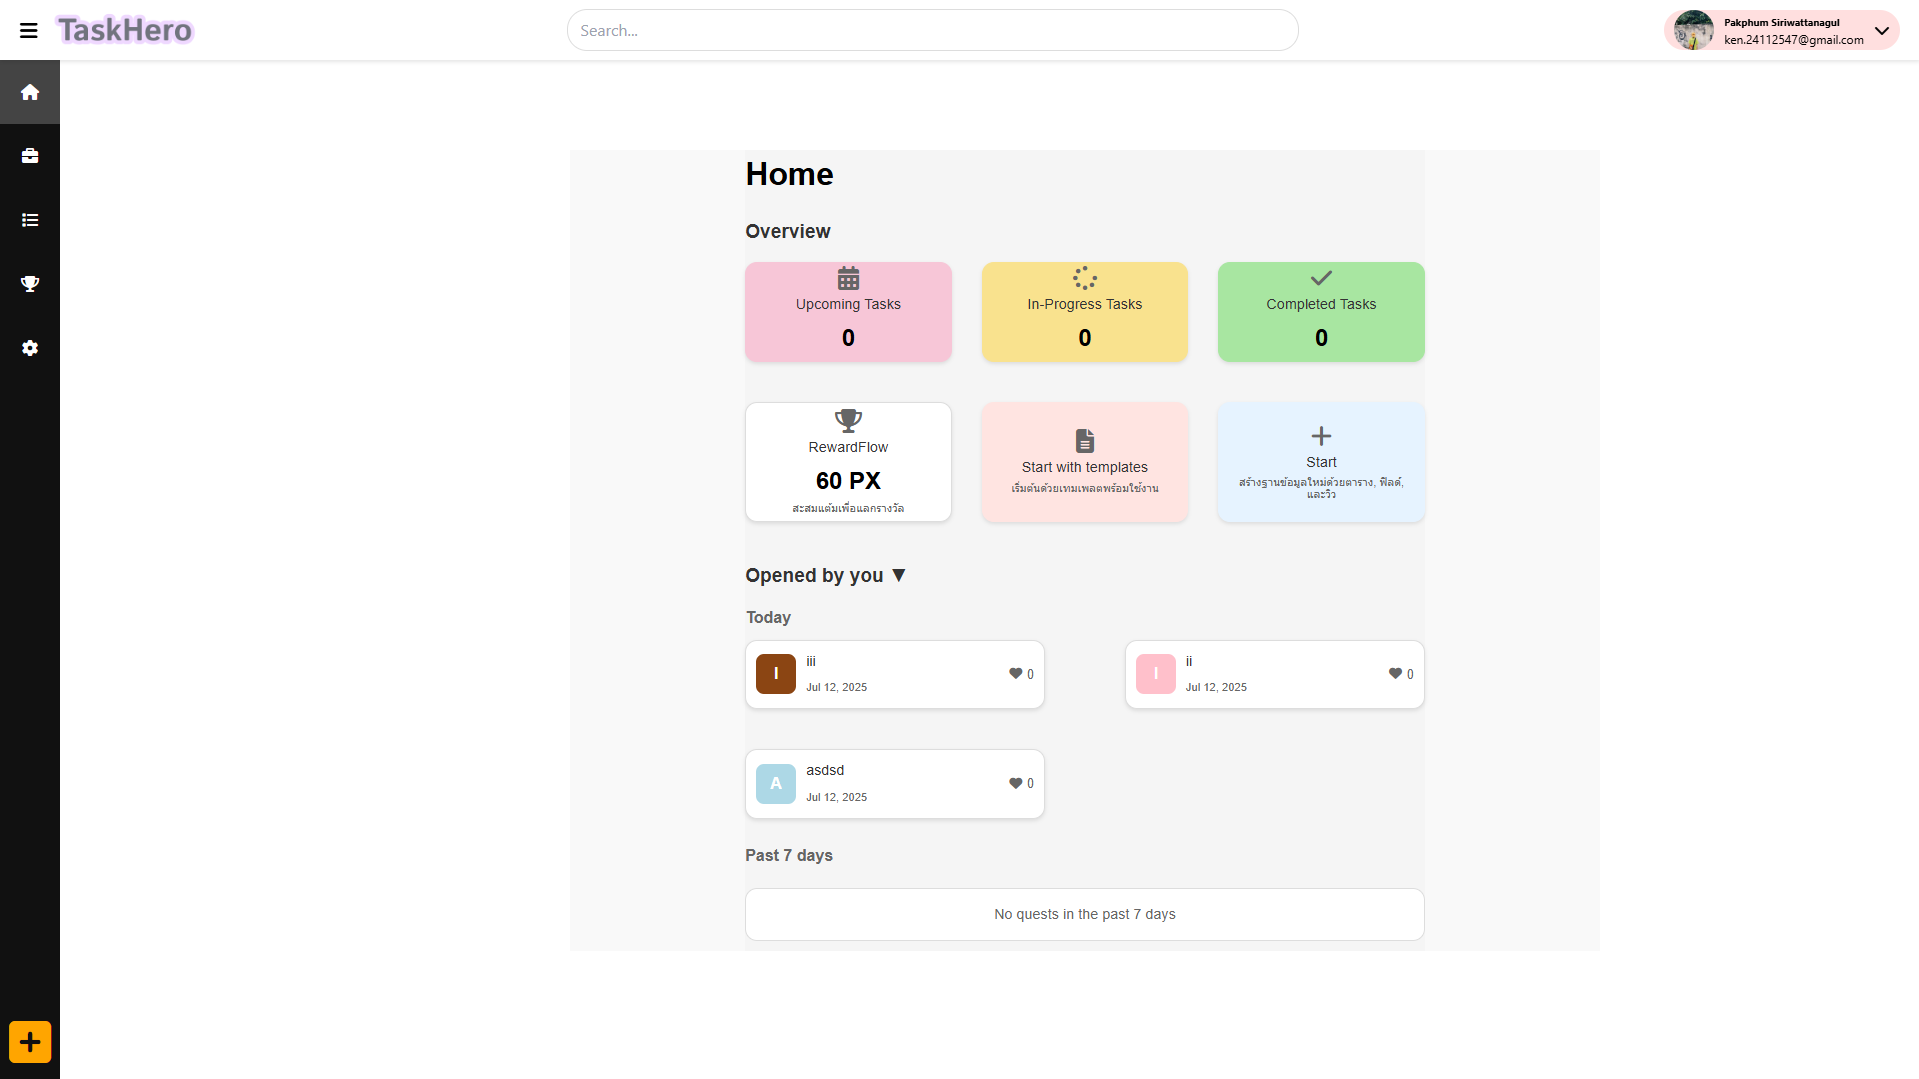 TaskHero
Search...
Pakphum Siriwattanagul
ken.24112547@gmail.com
Home
Overview
Upcoming Tasks
0
In-Progress Tasks
0
Completed Tasks
0
RewardFlow
60 PX
สะสมแต้มเพื่อแลกรางวัล
Start with templates
เริ่มต้นด้วยเทมเพลตพร้อมใช้งาน
Start
สร้างฐานข้อมูลใหม่ด้วยตาราง, ฟิลด์,
และวิว
Opened by you ▼
Today
I
iii
Jul 12, 2025
0
I
ii
Jul 12, 2025
0
A
asdsd
Jul 12, 2025
0
Past 7 days
No quests in the past 7 days